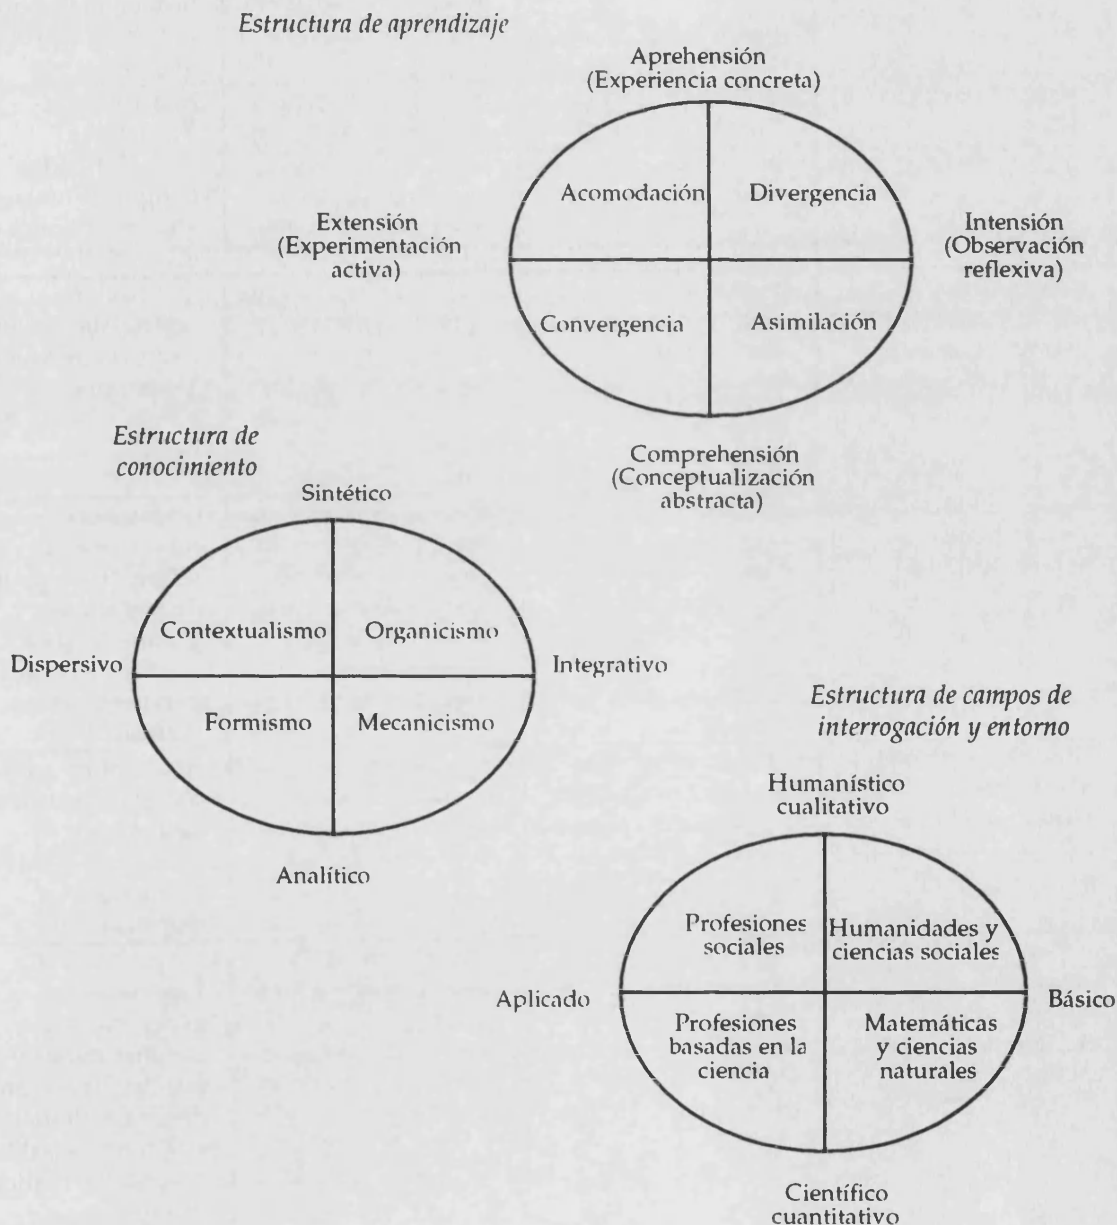 Estructura de aprendizaje
Aprehensión
(Experiencia concreta)
Acomodación
Divergencia
Extensión
(Experimentación
activa)
Intensión
(Observación
reflexiva)
Convergencia
Asimilación
Comprehensión
(Conceptualización
abstracta)
Estructura de
conocimiento
Sintético
Contextualismo
Organicismo
Dispersivo
Integrativo
Formismo
Mecanicismo
Analítico
Estructura de campos de
interrogación y entorno
Humanístico
cualitativo
Profesiones
sociales
Humanidades y
ciencias sociales
Aplicado
Básico
Profesiones
basadas en la
ciencia
Matemáticas
y ciencias
naturales
Científico
cuantitativo